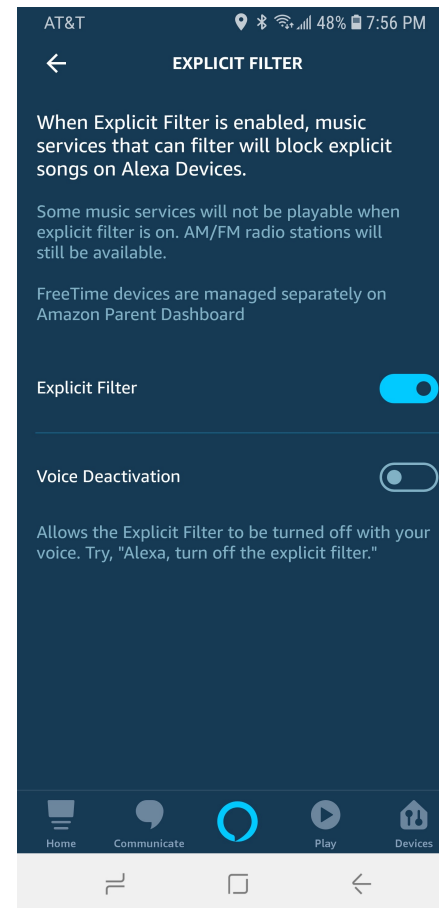 AT&T 48% 7:56 PM
EXPLICIT FILTER
When Explicit Filter is enabled, music
services that can filter will block explicit
songs on Alexa Devices.
Some music services will not be playable when
explicit filter is on. AM/FM radio stations will
still be available.
FreeTime devices are managed separately on
Amazon Parent Dashboard
Explicit Filter
Voice Deactivation
Allows the Explicit Filter to be turned off with your
voice. Try, "Alexa, turn off the explicit filter."
Home Communicate Play Devices